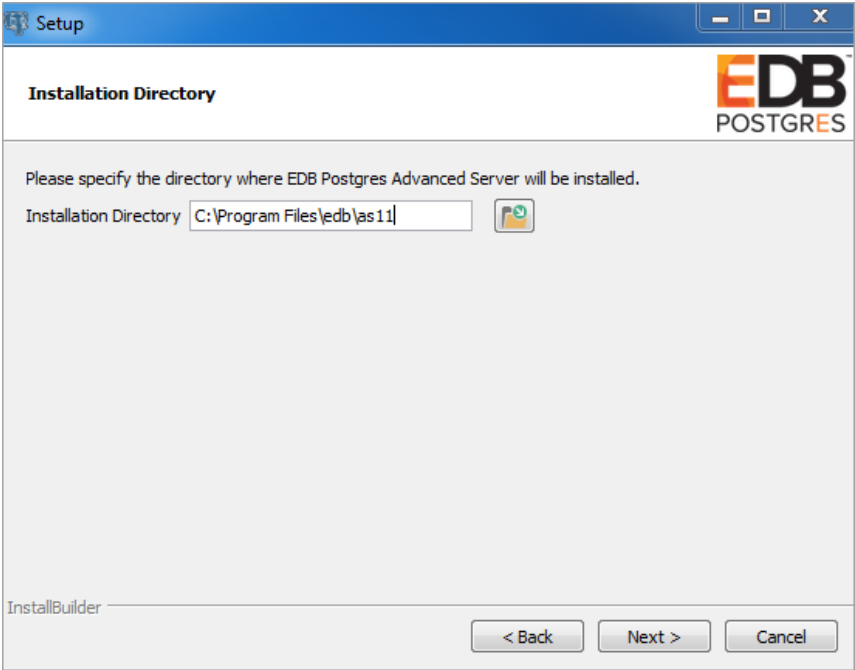 Setup
Installation Directory
EDB
POSTGRES
Please specify the directory where EDB Postgres Advanced Server will be installed.
Installation Directory C:\Program Files\edb\as11
InstallBuilder
< Back Next > Cancel